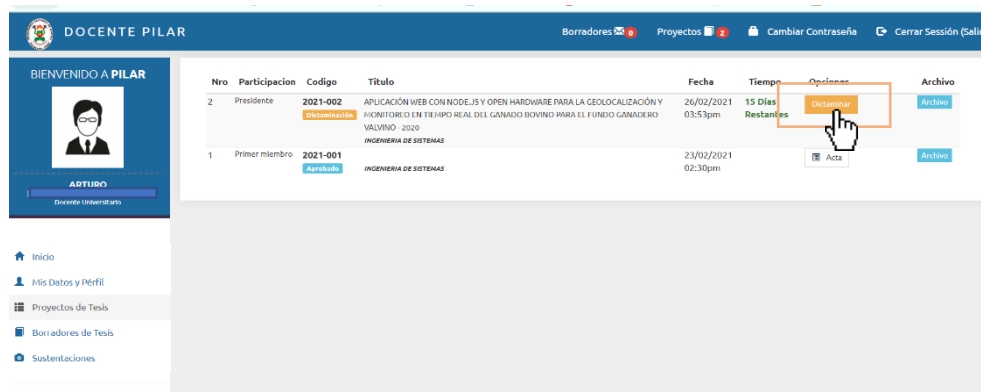 DOCENTE PILAR
Borradores 0 Proyectos 2 Cambiar Contraseña Cerrar Sessión (Sali
BIENVENIDO A PILAR
ARTURO
Docente Universitario
Inicio
Mis Datos y Pérfil
Proyectos de Tesis
Borradores de Tesis
Sustentaciones
Nro Participacion Codigo Titulo Fecha Tiempo Opciones Archivo
2 Presidente 2021-002 APLICACIÓN WEB CON NODE.JS Y OPEN HARDWARE PARA LA GEOLOCALIZACIÓN Y 26/02/2021 15 Días Dictaminar Archivo
Dictaminación MONITOREO EN TIEMPO REAL DEL GANADO BOVINO PARA EL FUNDO GANADERO 03:53pm Restantes
VALVINO - 2020
INGENIERIA DE SISTEMAS
1 Primer miembro 2021-001 23/02/2021 Acta Archivo
Aprobado INGENIERIA DE SISTEMAS 02:30pm